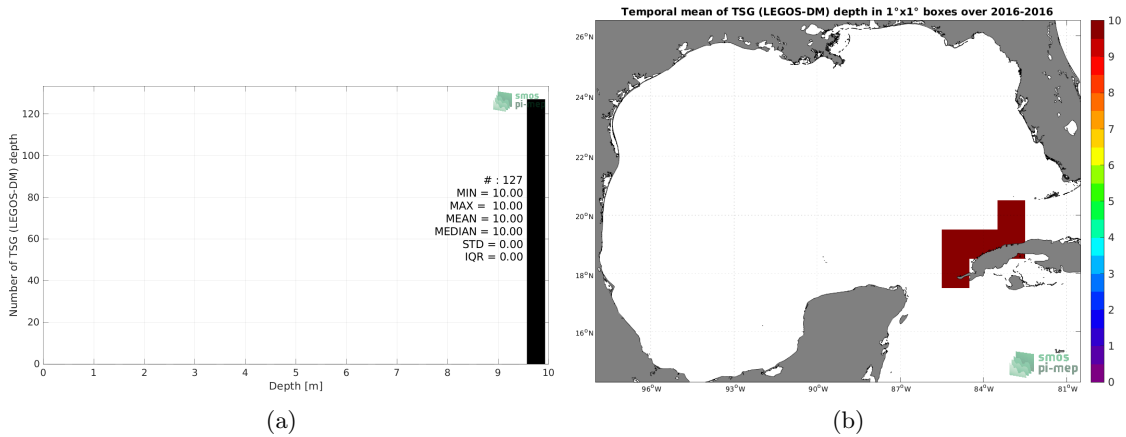 Number of TSG (LEGOS-DM) depth
120
100
80
60
40
20
0
smos
pi-mep
# : 127
MIN = 10.00
MAX = 10.00
MEAN = 10.00
MEDIAN = 10.00
STD = 0.00
IQR = 0.00
0 1 2 3 4 5 6 7 8 9 10
Depth [m]
(a)
Temporal mean of TSG (LEGOS-DM) depth in 1°x1° boxes over 2016-2016
26°N
24°N
22°N
20°N
18°N
16°N
96°W 93°W 90°W 87°W 84°W 81°W
smos
pi-mep
10
9
8
7
6
5
4
3
2
1
0
(b)